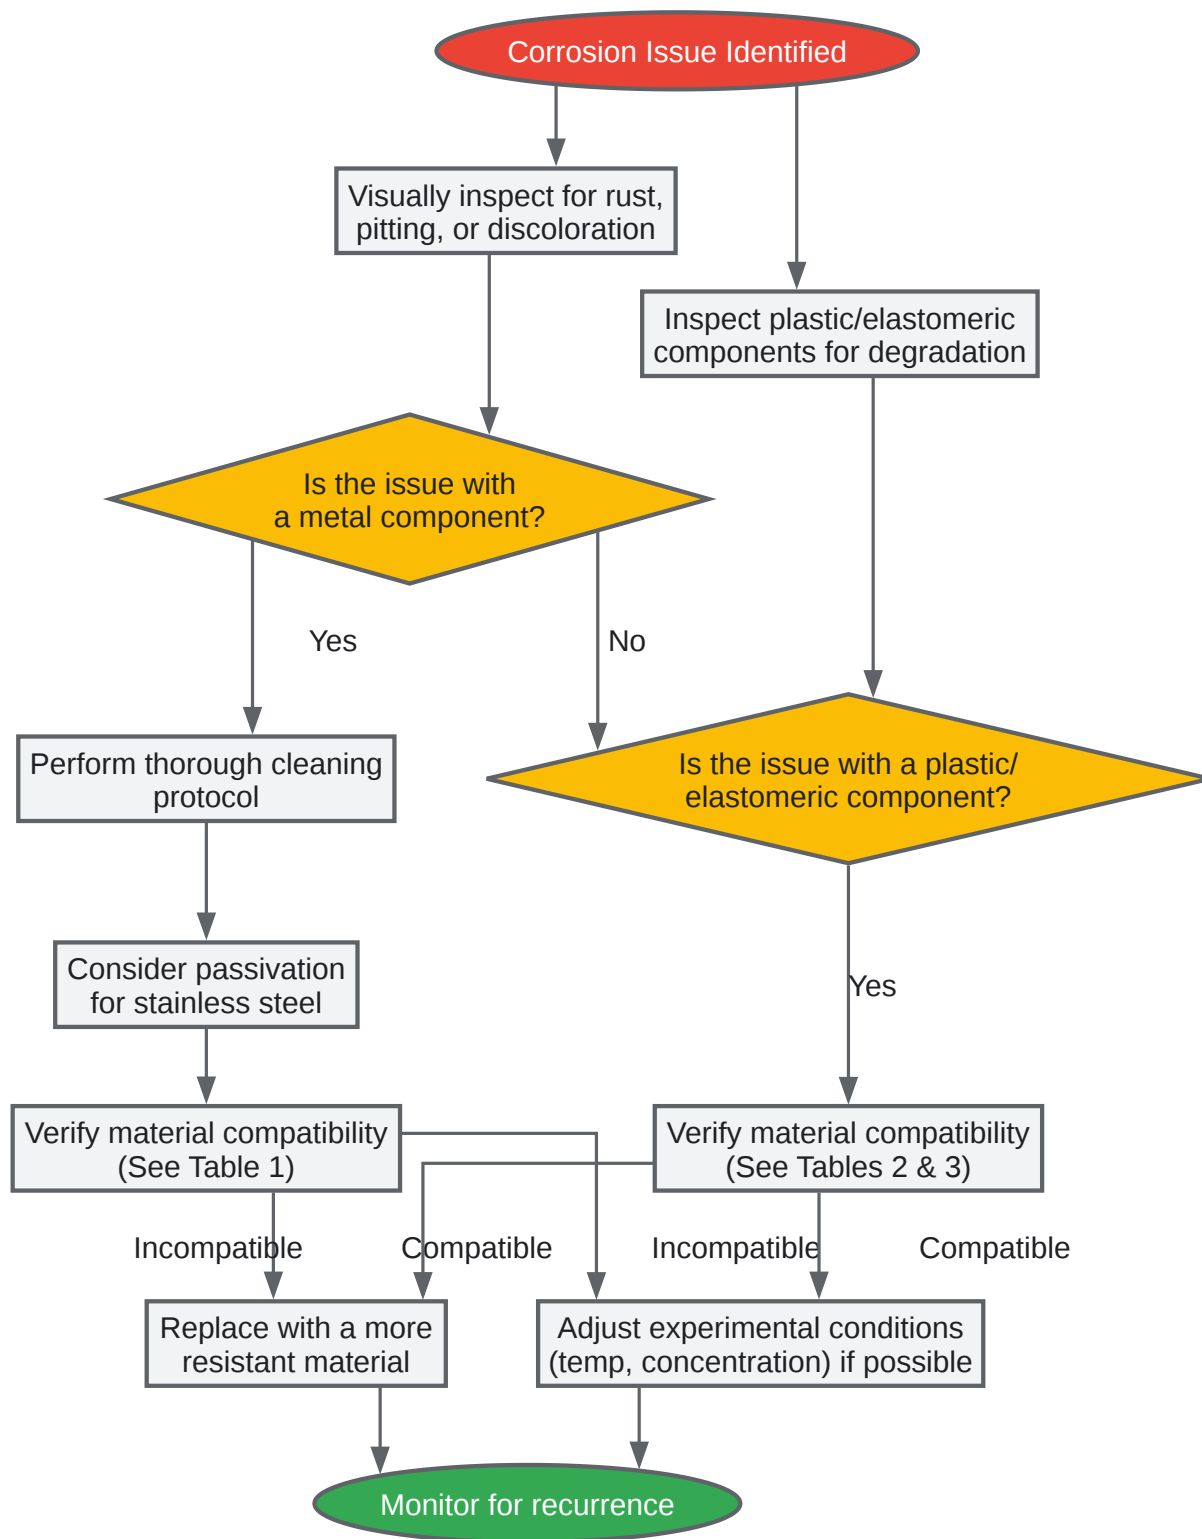 Corrosion Issue Identified
Visually inspect for rust,
pitting, or discoloration
Inspect plastic/elastomeric
components for degradation
Is the issue with
a metal component?
Yes
No
Perform thorough cleaning
protocol
Is the issue with a plastic/
elastomeric component?
Consider passivation
for stainless steel
Yes
Verify material compatibility
(See Table 1)
Verify material compatibility
(See Tables 2 & 3)
Incompatible
Compatible
Incompatible
Compatible
Replace with a more
resistant material
Adjust experimental conditions
(temp, concentration) if possible
Monitor for recurrence